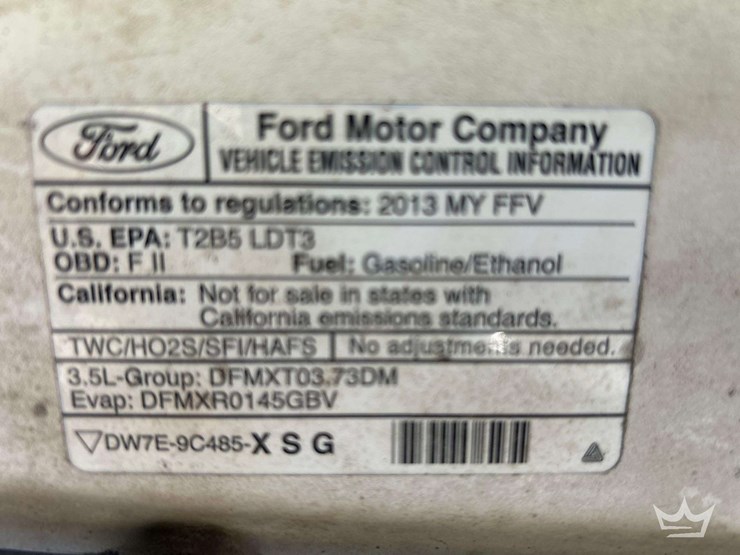 Ford
Ford Motor Company
VEHICLE EMISSION CONTROL INFORMATION
Conforms to regulations: 2013 MY FFV
U.S. EPA: T2B5 LDT3
OBD: F II Fuel: Gasoline/Ethanol
California: Not for sale in states with
California emissions standards.
TWC/HO2S/SFI/HAFS No adjustments needed.
3.5L-Group: DFMXT03.73DM
Evap: DFMXR0145GBV
DW7E-9C485-X S G